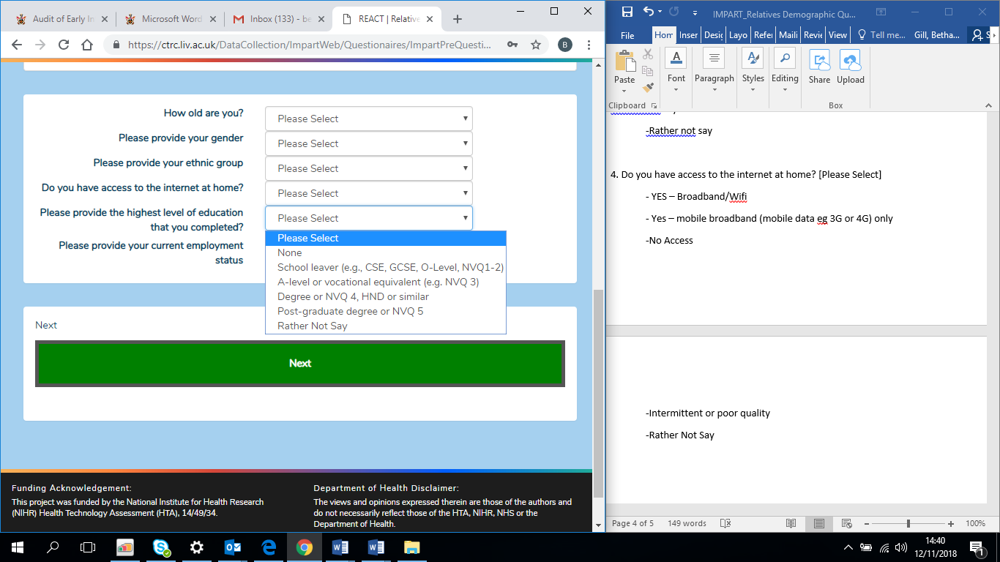 Audit of Early In
Microsoft Word
Inbox (133) - be
REACT | Relative
https://ctrc.liv.ac.uk/DataCollection/ImpartWeb/Questionaires/ImpartPreQuesti...
B
How old are you?
Please Select
Please provide your gender
Please Select
Please provide your ethnic group
Please Select
Do you have access to the internet at home?
Please Select
Please provide the highest level of education
that you completed?
Please Select
Please provide your current employment
status
Please Select
None
School leaver (e.g., CSE, GCSE, O-Level, NVQ1-2)
A-level or vocational equivalent (e.g. NVQ 3)
Degree or NVQ 4, HND or similar
Post-graduate degree or NVQ 5
Rather Not Say
Next
Next
Funding Acknowledgement:
This project was funded by the National Institute for Health Research
(NIHR) Health Technology Assessment (HTA), 14/49/34.
Department of Health Disclaimer:
The views and opinions expressed therein are those of the authors and
do not necessarily reflect those of the HTA, NIHR, NHS or the
Department of Health.
IMPART_Relatives Demographic Qu...
File Hom Inser Desig Layo Refer Maili Revie View Tell me... Gill, Betha... S
Paste
Font
Paragraph
Styles
Editing
Share
Upload
Clipboard
Box
-Rather not say
4. Do you have access to the internet at home? [Please Select]
- YES – Broadband/Wifi
- Yes – mobile broadband (mobile data eg 3G or 4G) only
-No Access
-Intermittent or poor quality
-Rather Not Say
Page 4 of 5 149 words 100%
14:40
12/11/2018
1